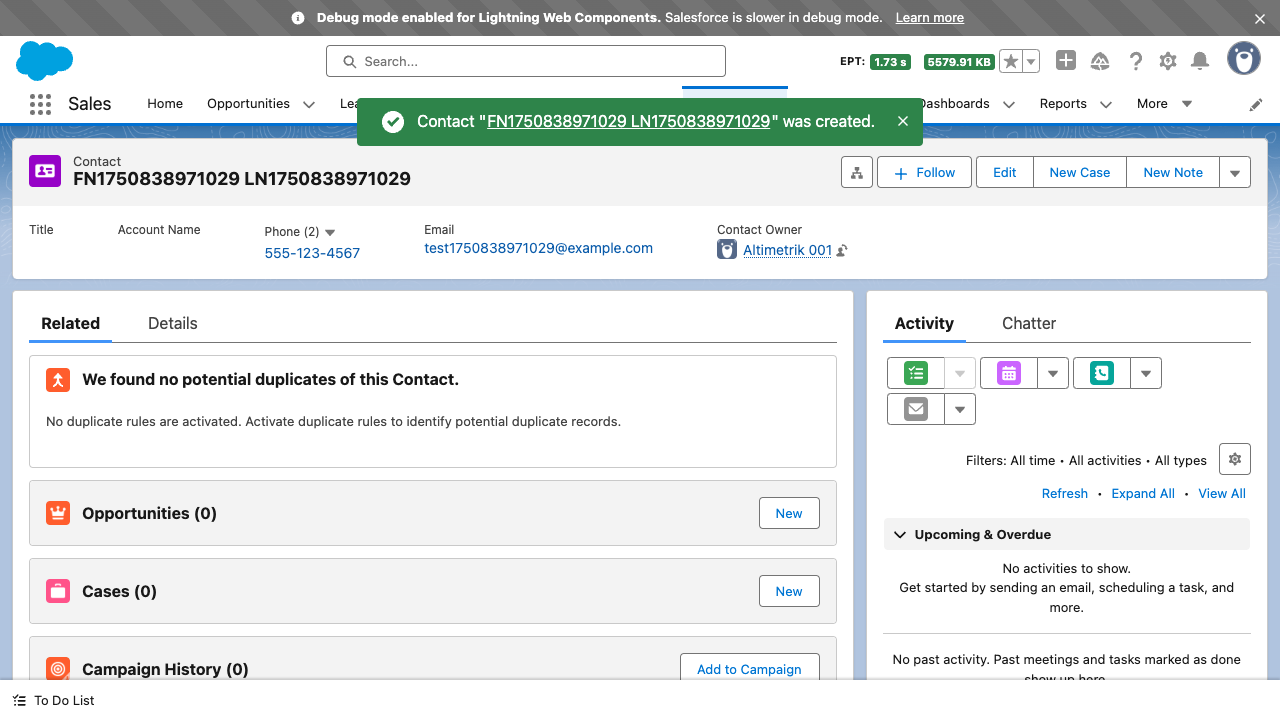 Debug mode enabled for Lightning Web Components. Salesforce is slower in debug mode. Learn more
Search...
EPT: 1.73 s 5579.91 KB
Sales
Home Opportunities Lea Dashboards Reports More
Contact "FN1750838971029 LN1750838971029" was created.
Contact
FN1750838971029 LN1750838971029
Follow Edit New Case New Note
Title Account Name Phone (2) Email Contact Owner
555-123-4567 test1750838971029@example.com Altimetrik 001
Related Details
We found no potential duplicates of this Contact.
No duplicate rules are activated. Activate duplicate rules to identify potential duplicate records.
Opportunities (0) New
Cases (0) New
Campaign History (0) Add to Campaign
Activity Chatter
Filters: All time • All activities • All types
Refresh • Expand All • View All
Upcoming & Overdue
No activities to show.
Get started by sending an email, scheduling a task, and
more.
No past activity. Past meetings and tasks marked as done
show up here.
To Do List